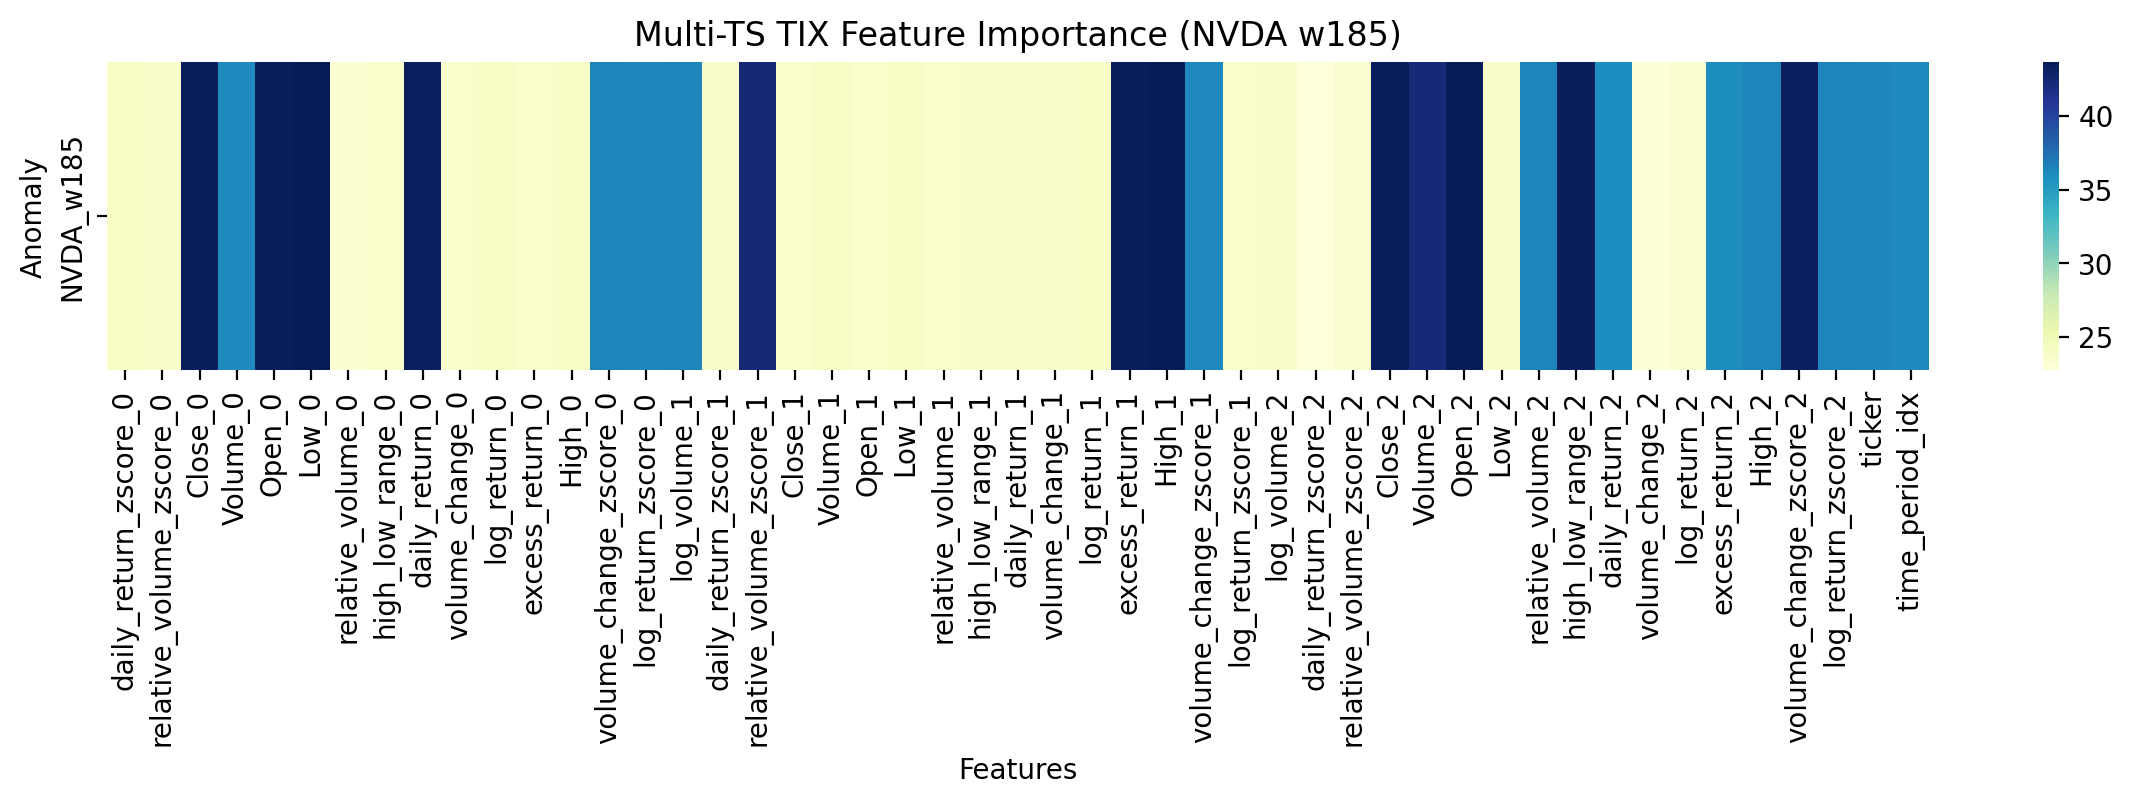 Multi-TS TIX Feature Importance (NVDA w185)
Anomaly
NVDA_w185
40
35
30
25
daily_return_zscore_0
relative_volume_zscore_0
Close_0
Volume_0
Open_0
Low_0
relative_volume_0
high_low_range_0
daily_return_0
volume_change_0
log_return_0
excess_return_0
High_0
volume_change_zscore_0
log_return_zscore_0
log_volume_1
daily_return_zscore_1
relative_volume_zscore_1
Close_1
Volume_1
Open_1
Low_1
relative_volume_1
high_low_range_1
daily_return_1
volume_change_1
log_return_1
excess_return_1
High_1
volume_change_zscore_1
log_return_zscore_1
log_volume_2
daily_return_zscore_2
relative_volume_zscore_2
Close_2
Volume_2
Open_2
Low_2
relative_volume_2
high_low_range_2
daily_return_2
volume_change_2
log_return_2
excess_return_2
High_2
volume_change_zscore_2
log_return_zscore_2
ticker
time_period_idx
Features